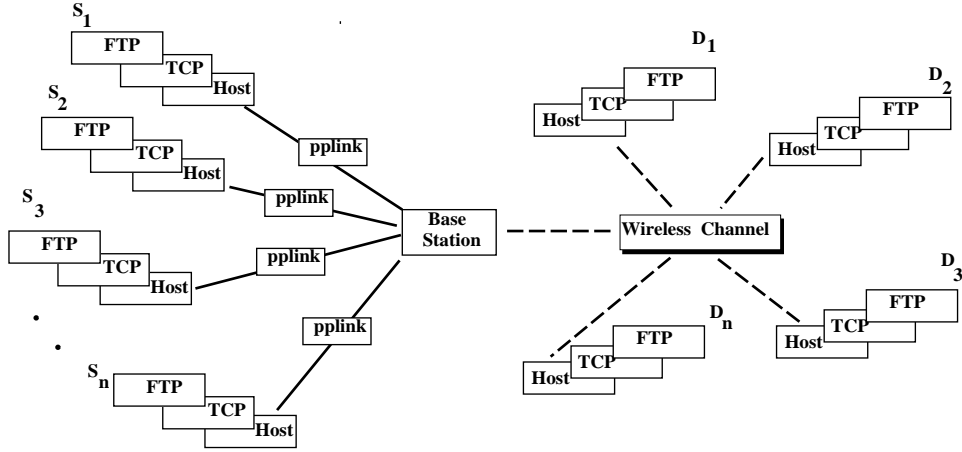 S1
FTP
TCP
Host
S2
FTP
TCP
Host
S3
FTP
TCP
Host
Sn
FTP
TCP
Host
pplink
pplink
pplink
pplink
Base
Station
Wireless Channel
D1
FTP
TCP
Host
D2
FTP
TCP
Host
D3
FTP
TCP
Host
Dn
FTP
TCP
Host